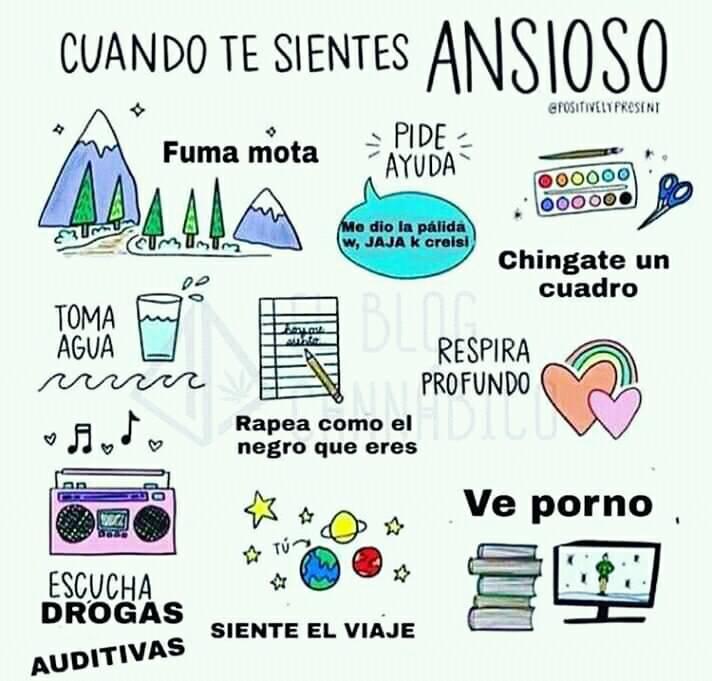 CUANDO TE SIENTES ANSIOSO
@POSITIVELYPRESENT
Fuma mota
PIDE
AYUDA
Me dio la pálida
w, JAJA k creisi
Chingate un
cuadro
TOMA
AGUA
hoy me
siento
RESPIRA
PROFUNDO
EL BLOG
CANNABICO
Rapea como el
negro que eres
ESCUCHA
DROGAS
AUDITIVAS
TÚ
SIENTE EL VIAJE
Ve porno